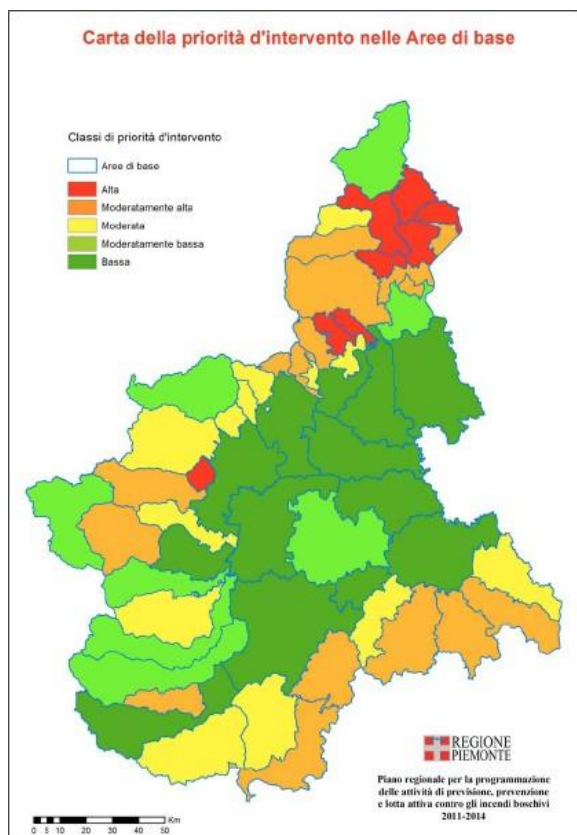 Carta della priorità d'intervento nelle Aree di base
Classi di priorità d'intervento
Aree di base
Alta
Moderatamente alta
Moderata
Moderatamente bassa
Bassa
REGIONE
PIEMONTE
Piano regionale per la programmazione
delle attività di previsione, prevenzione
e lotta attiva contro gli incendi boschivi
2011-2014
Km
0 5 10 20 30 40 50